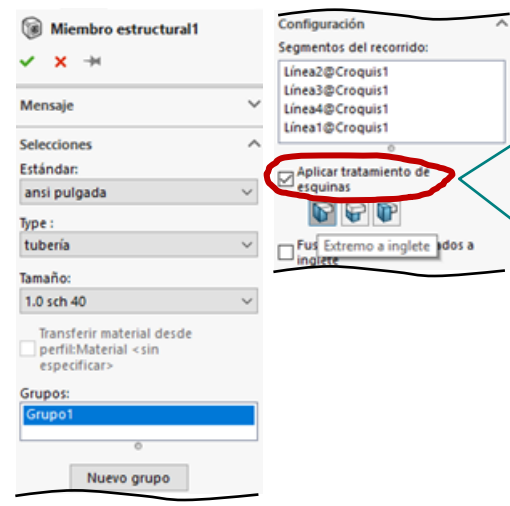 Miembro estructural1
Mensaje
Selecciones
Estándar:
ansi pulgada
Type :
tubería
Tamaño:
1.0 sch 40
Transferir material desde
perfil:Material <sin
especificar>
Grupos:
Grupo1
Nuevo grupo
Configuración
Segmentos del recorrido:
Línea2@Croquis1
Línea3@Croquis1
Línea4@Croquis1
Línea1@Croquis1
Aplicar tratamiento de
esquinas
Extremo a inglete
Fus dos a
inglete